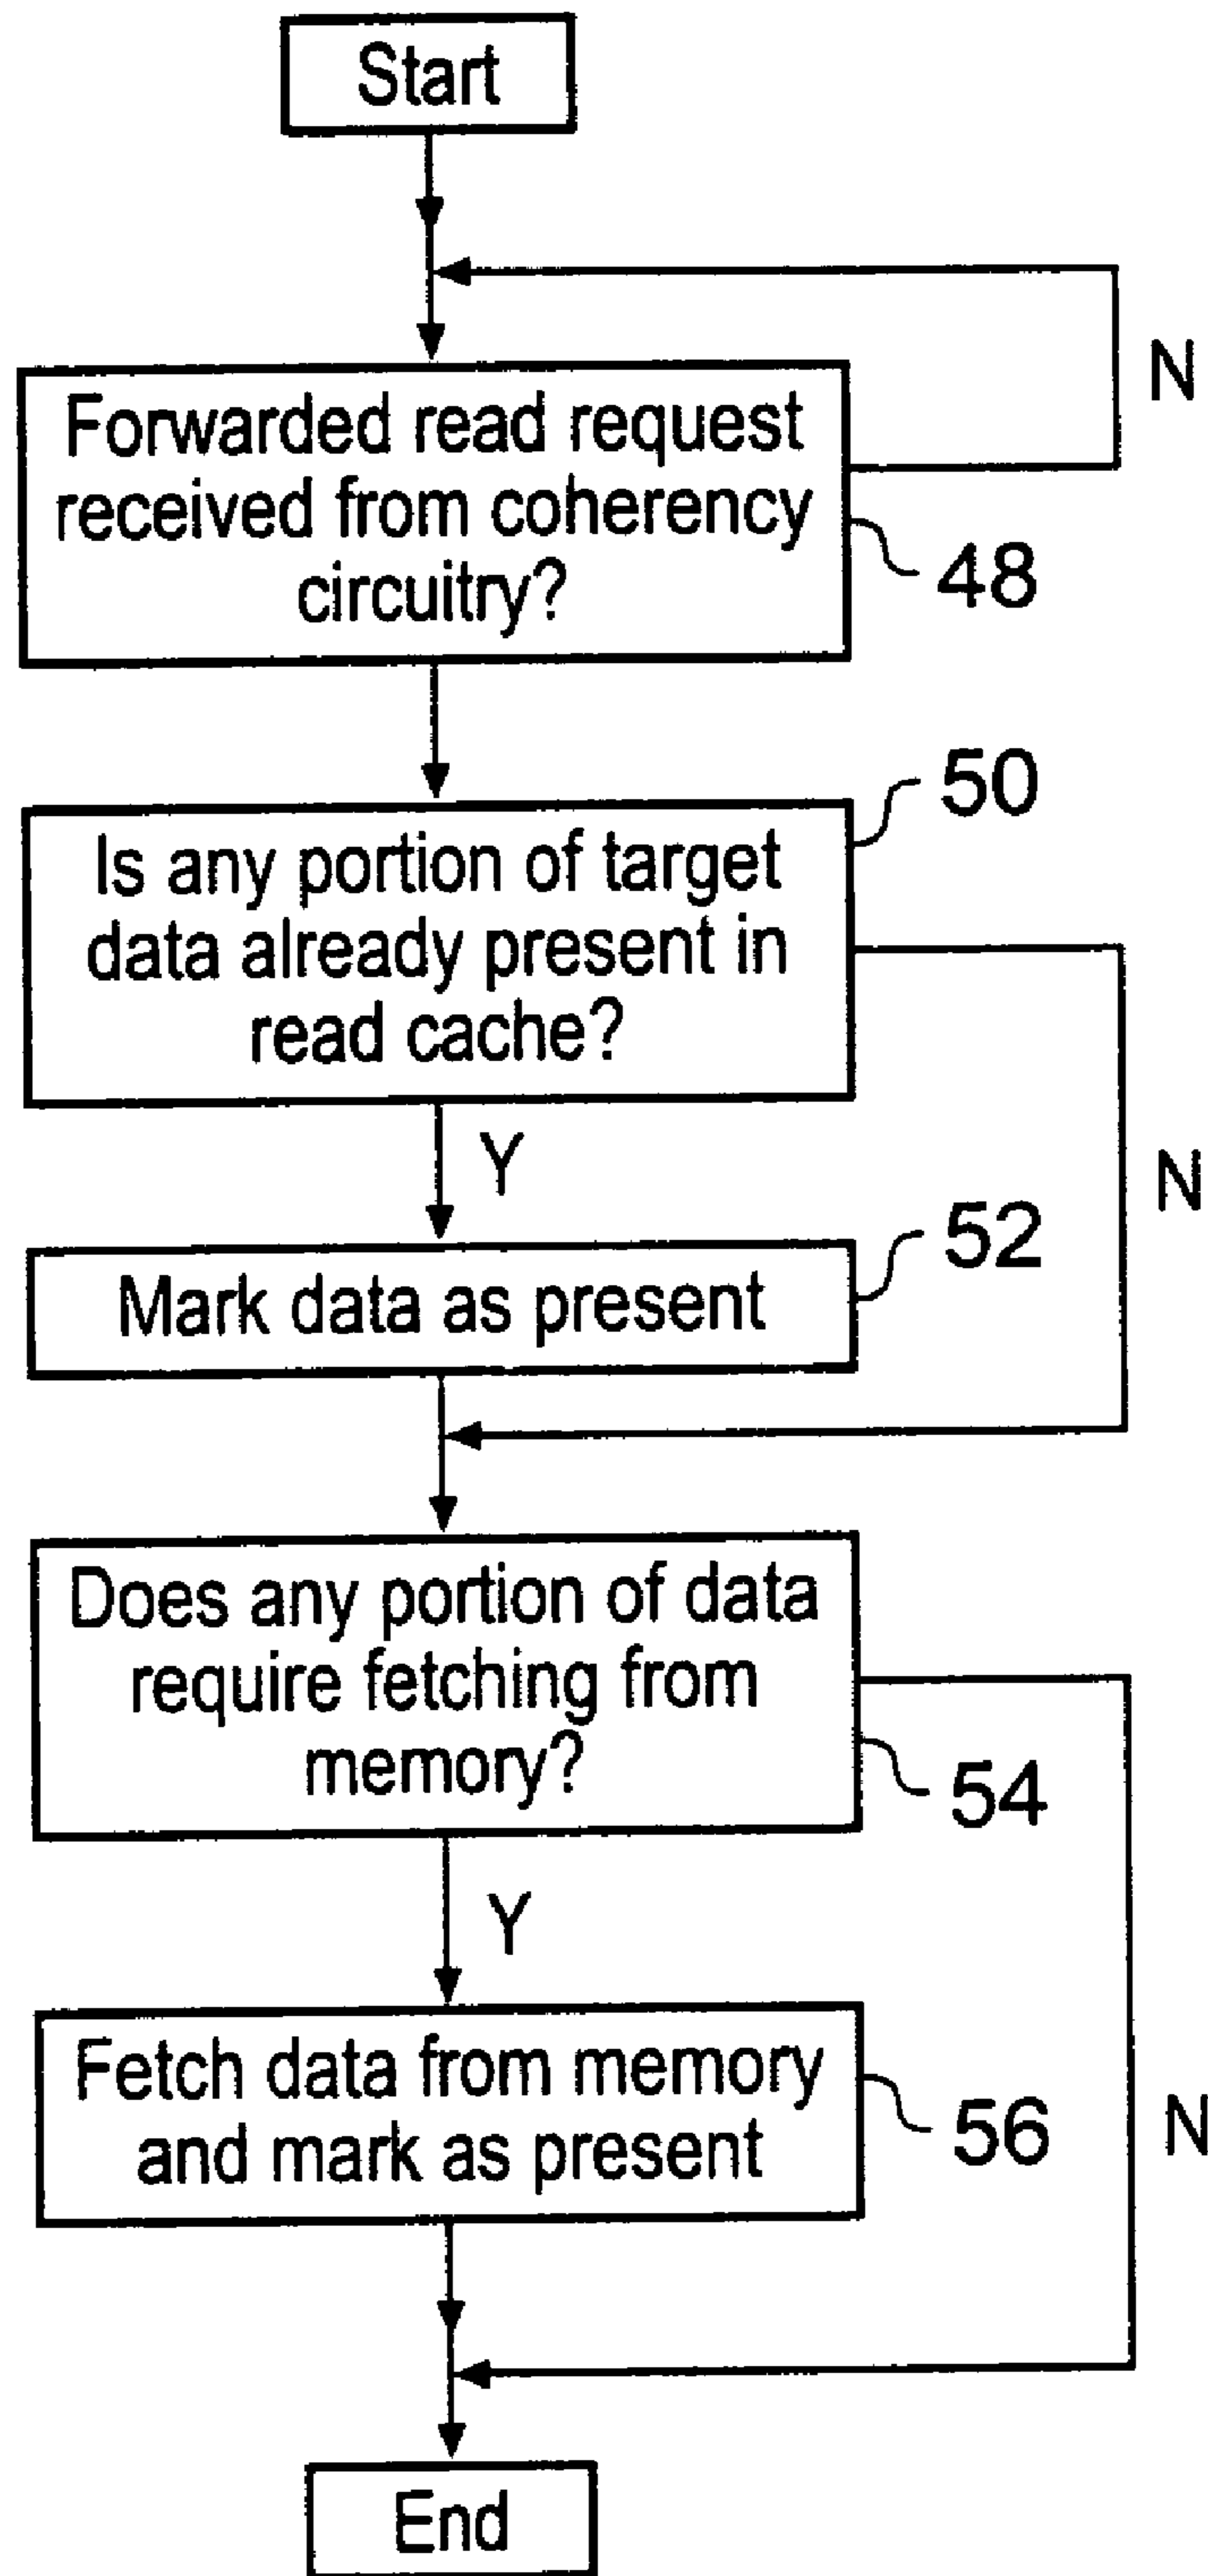 Start
N
Forwarded read request
received from coherency
circuitry?
48
50
Is any portion of target
data already present in
read cache?
Y
N
52
Mark data as present
Does any portion of data
require fetching from
memory?
54
Y
Fetch data from memory
and mark as present
56
N
End